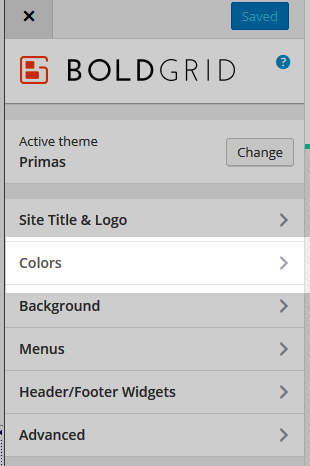 ×
Saved
BOLDGRID
?
Active theme
Primas
Change
Site Title & Logo
Colors
Background
Menus
Header/Footer Widgets
Advanced